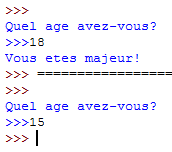 >>>
Quel age avez-vous?
>>>18
Vous etes majeur!
>>> =================
>>>
Quel age avez-vous?
>>>15
>>>